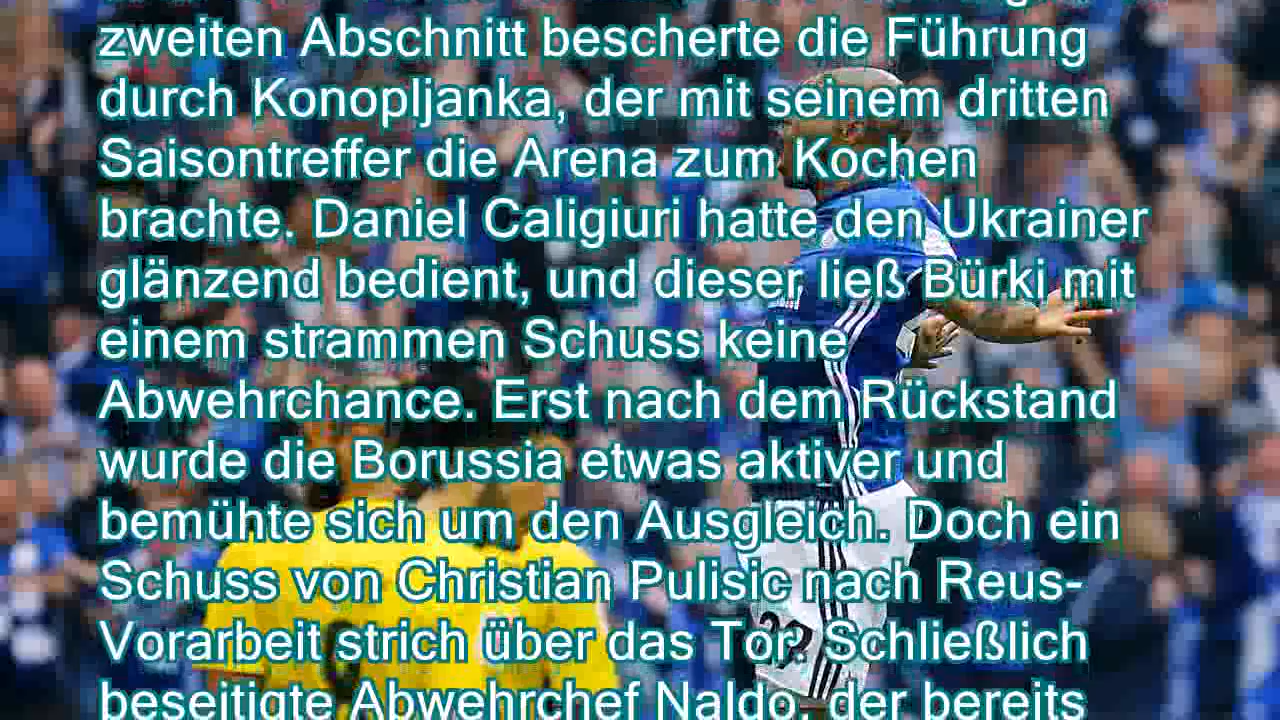 zweiten Abschnitt bescherte die Führung
durch Konopljanka, der mit seinem dritten
Saisontreffer die Arena zum Kochen
brachte. Daniel Caligiuri hatte den Ukrainer
glänzend bedient, und dieser ließ Bürki mit
einem strammen Schuss keine
Abwehrchance. Erst nach dem Rückstand
wurde die Borussia etwas aktiver und
bemühte sich um den Ausgleich. Doch ein
Schuss von Christian Pulisic nach Reus-
Vorarbeit strich über das Tor. Schließlich
beseitigte Abwehrchef Naldo, der bereits